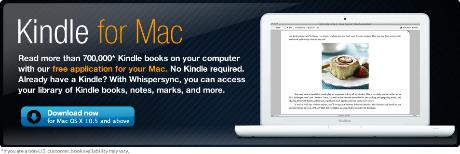 Kindle for Mac
Read more than 700,000* Kindle books on your computer
with our free application for your Mac. No Kindle required.
Already have a Kindle? With Whispersync, you can access
your library of Kindle books, notes, marks, and more.
Download now
for Mac OS X 10.5 and above
*If you are a non-U.S. customer, book availability may vary.